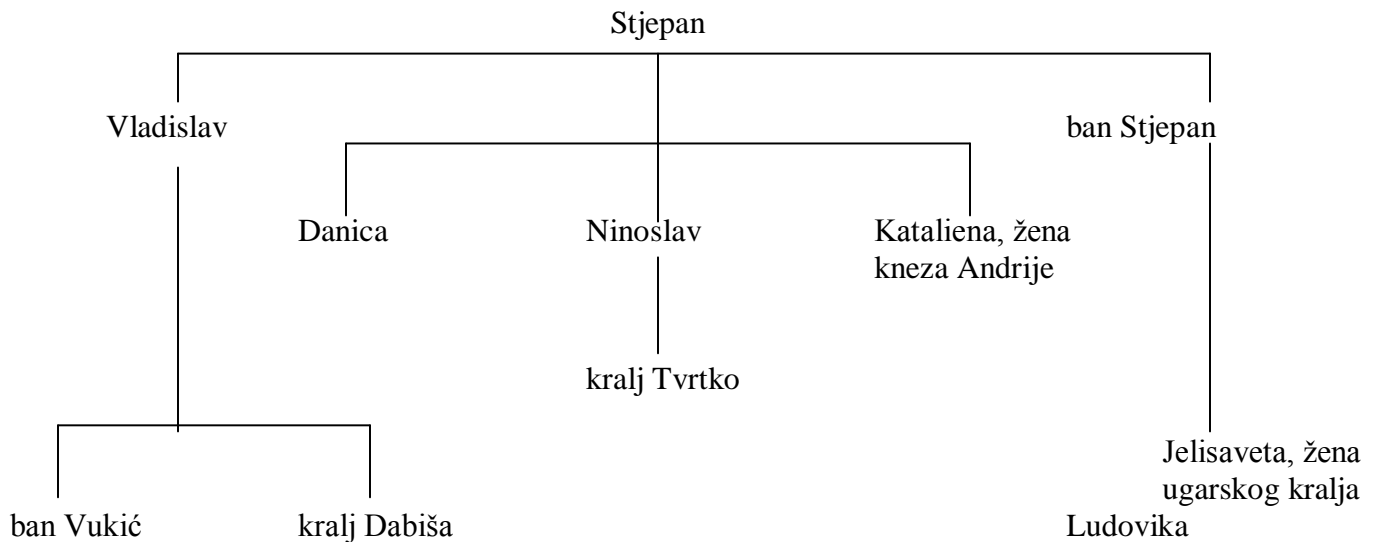 Stjepan
Vladislav
ban Stjepan
Danica
Ninoslav
Kataliena, žena
kneza Andrije
kralj Tvrtko
Jelisaveta, žena
ugarskog kralja
Ludovika
ban Vukić
kralj Dabiša